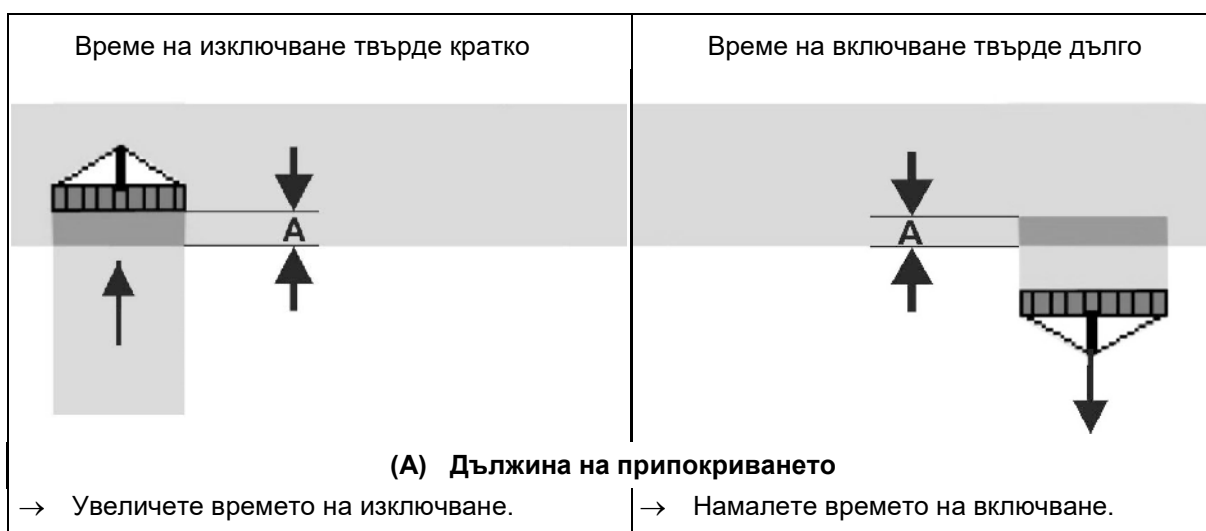 Време на изключване твърде кратко
Време на включване твърде дълго
A
A
(A) Дължина на припокриването
→ Увеличете времето на изключване.
→ Намалете времето на включване.